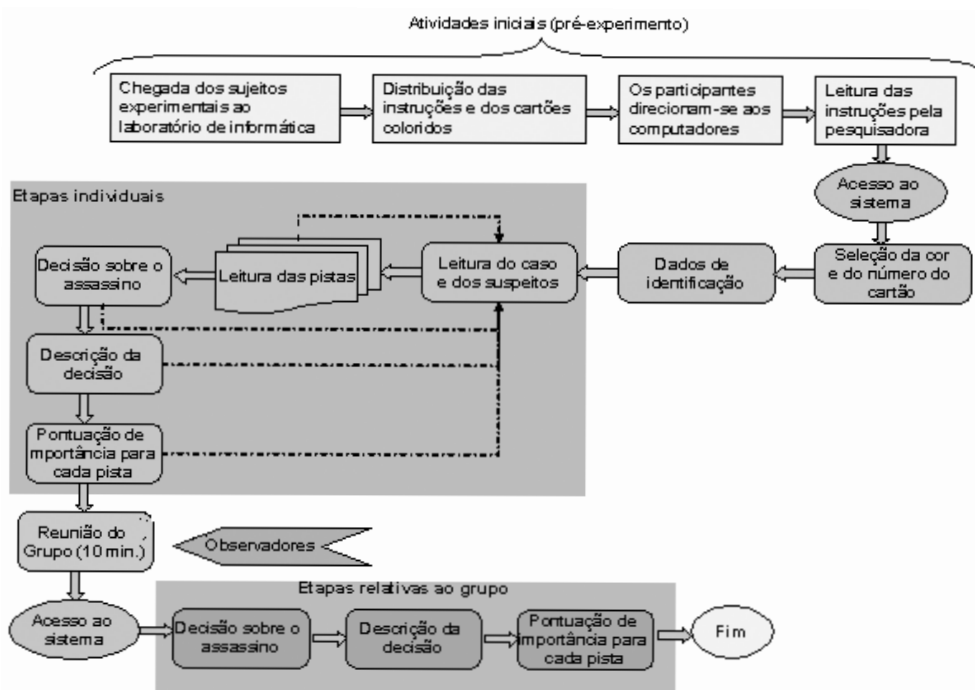 Atividades iniciais (pré-experimento)
Chegada dos sujeitos
experimentais ao
laboratório de informática
Distribuição das
instruções e dos cartões
coloridos
Os participantes
direcionam-se aos
computadores
Leitura das
instruções pela
pesquisadora
Acesso ao
sistema
Seleção da cor
e do número do
cartão
Dados de
identificação
Etapas individuais
Leitura do caso
e dos suspeitos
Leitura das pistas
Decisão sobre o
assassino
Descrição da
decisão
Pontuação de
importância para
cada pista
Reunião do
Grupo (10 min.)
Observadores
Acesso ao
sistema
Etapas relativas ao grupo
Decisão sobre o
assassino
Descrição da
decisão
Pontuação de
importância para
cada pista
Fim